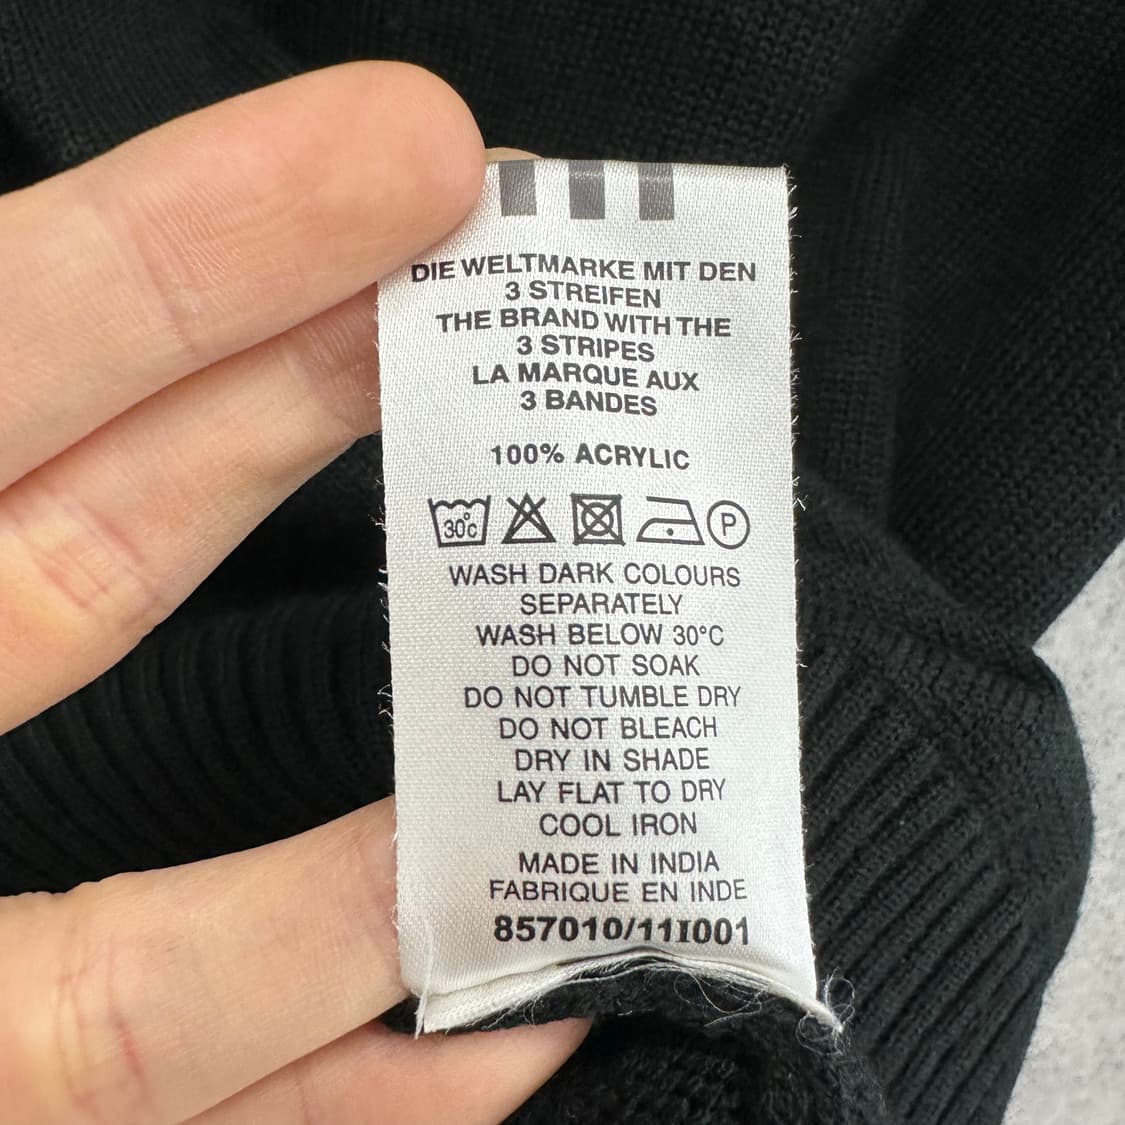 DIE WELTMARKE MIT DEN
3 STREIFEN
THE BRAND WITH THE
3 STRIPES
LA MARQUE AUX
3 BANDES
100% ACRYLIC
30°C P
WASH DARK COLOURS
SEPARATELY
WASH BELOW 30°C
DO NOT SOAK
DO NOT TUMBLE DRY
DO NOT BLEACH
DRY IN SHADE
LAY FLAT TO DRY
COOL IRON
MADE IN INDIA
FABRIQUE EN INDE
857010/11I001